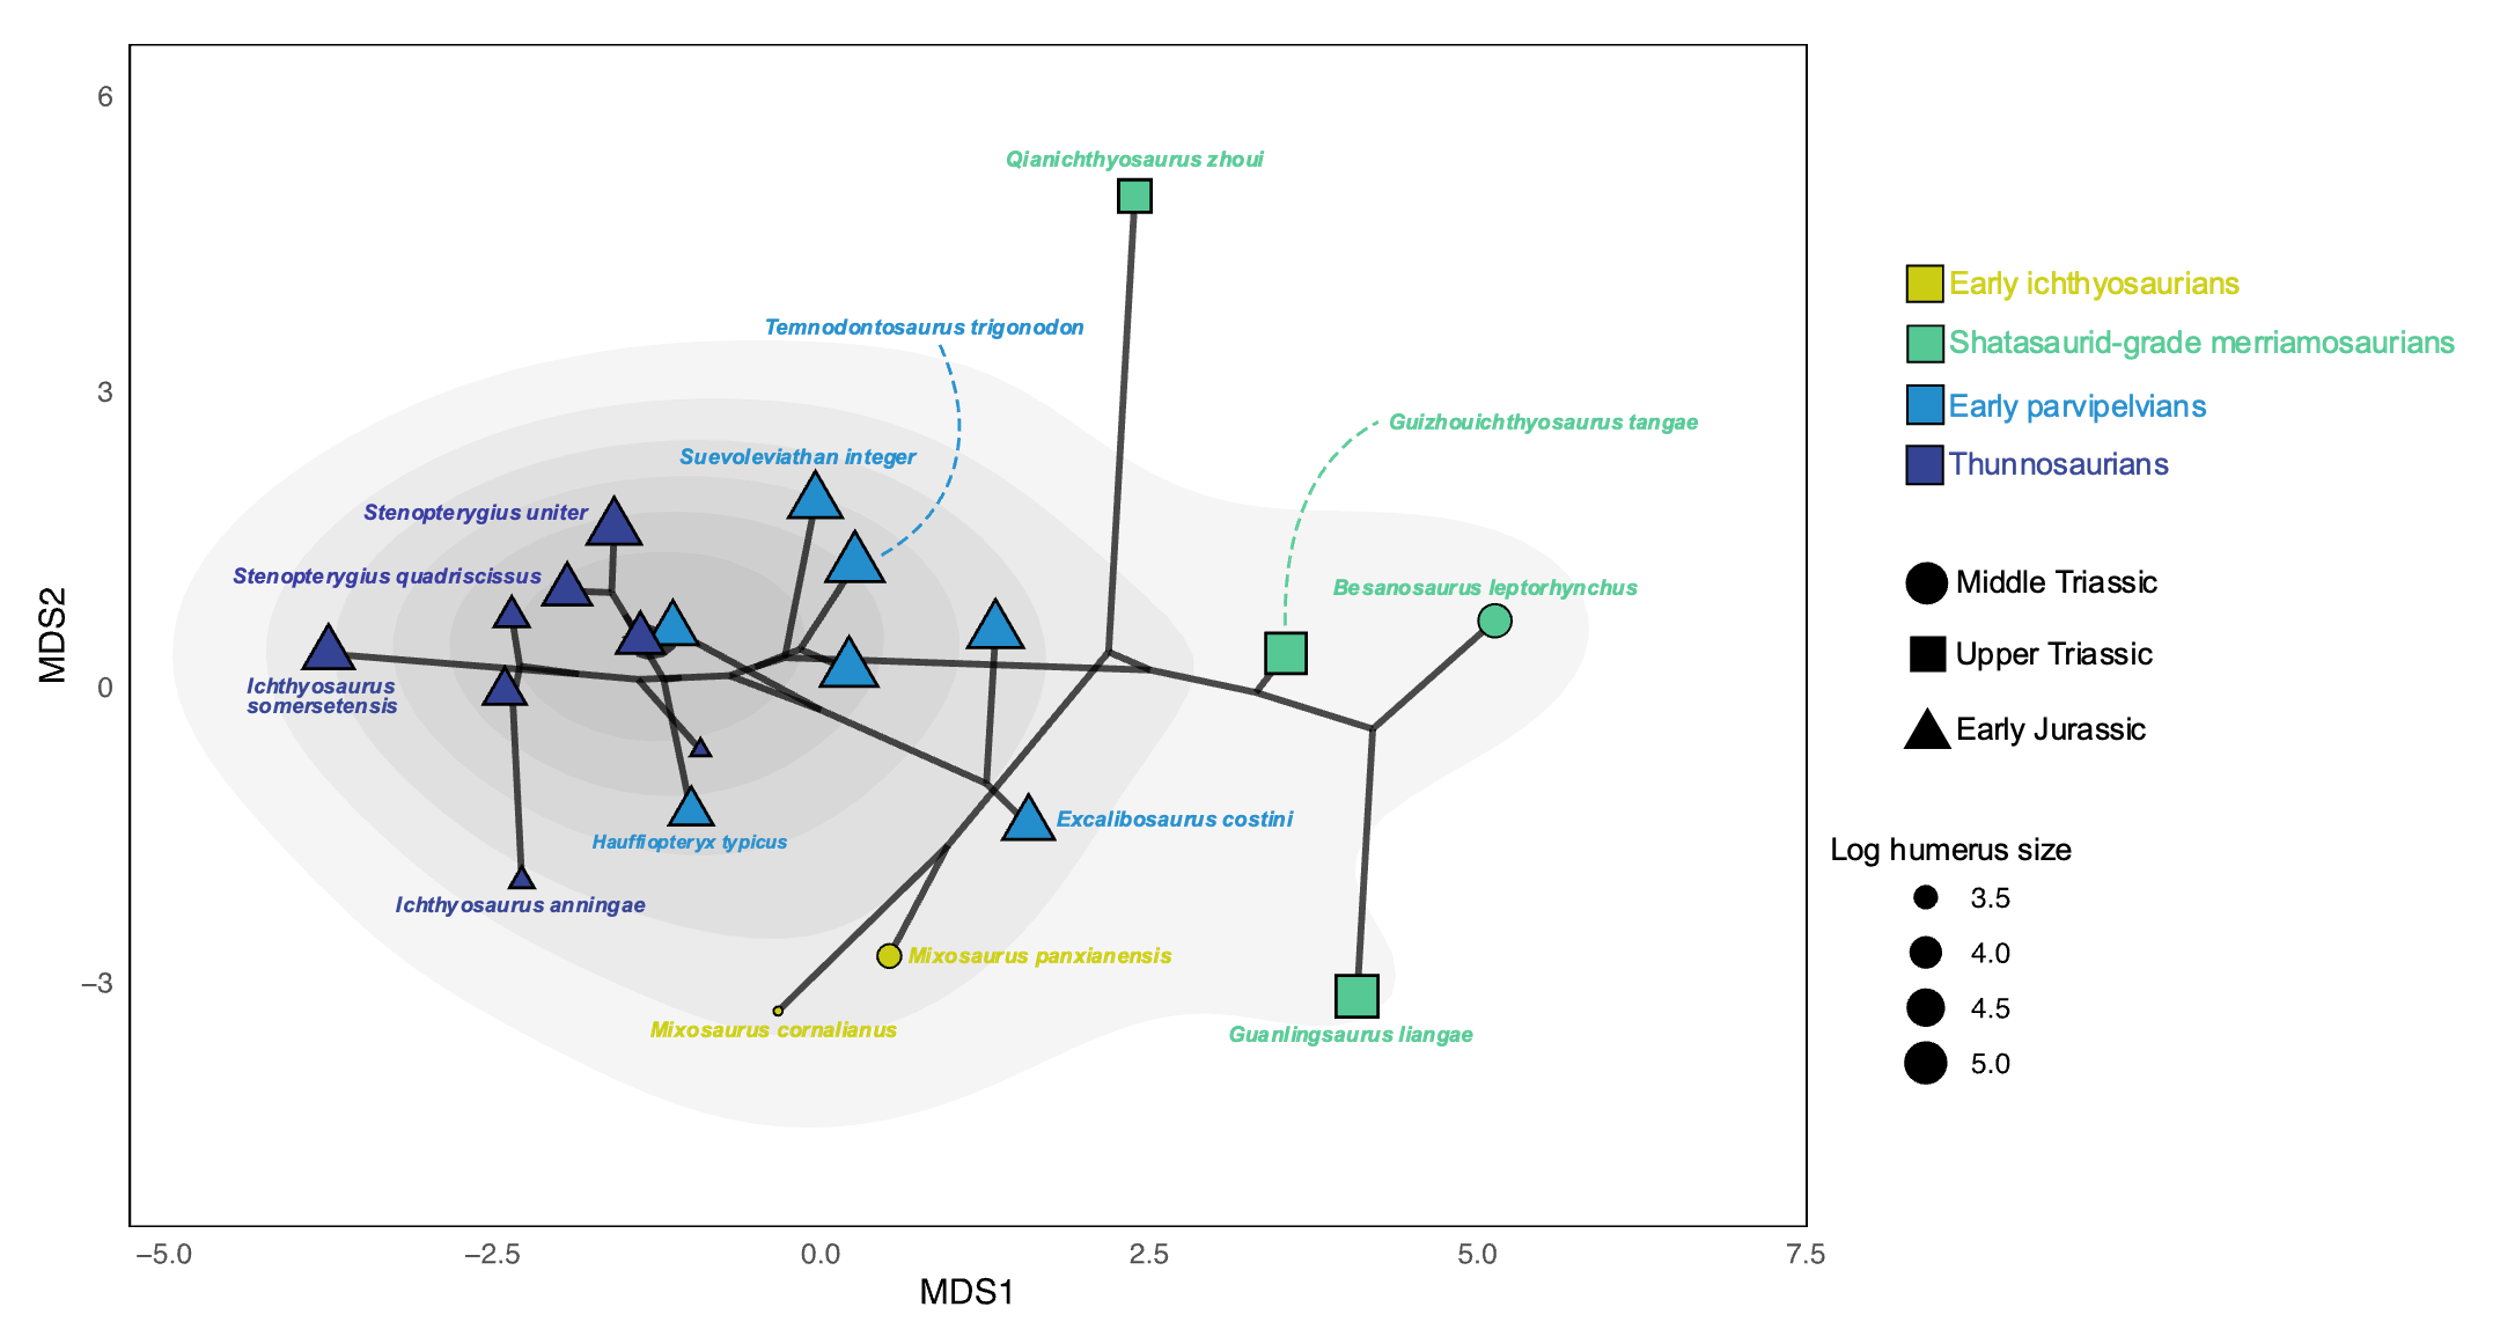 Qianichthyosaurus zhoui
Temnodontosaurus trigonodon
Guizhouichthyosaurus tangae
Suevoleviathan integer
Stenopterygius uniter
Stenopterygius quadriscissus
Besanosaurus leptorhynchus
Ichthyosaurus
somersetensis
Excalibosaurus costini
Hauffiopteryx typicus
Ichthyosaurus anningae
Mixosaurus panxianensis
Mixosaurus cornalianus
Guanlingsaurus liangae
6
3
0
−3
MDS2
−5.0
−2.5
0.0
2.5
5.0
7.5
MDS1
Early ichthyosaurians
Shatasaurid-grade merriamosaurians
Early parvipelvians
Thunnosaurians
Middle Triassic
Upper Triassic
Early Jurassic
Log humerus size
3.5
4.0
4.5
5.0